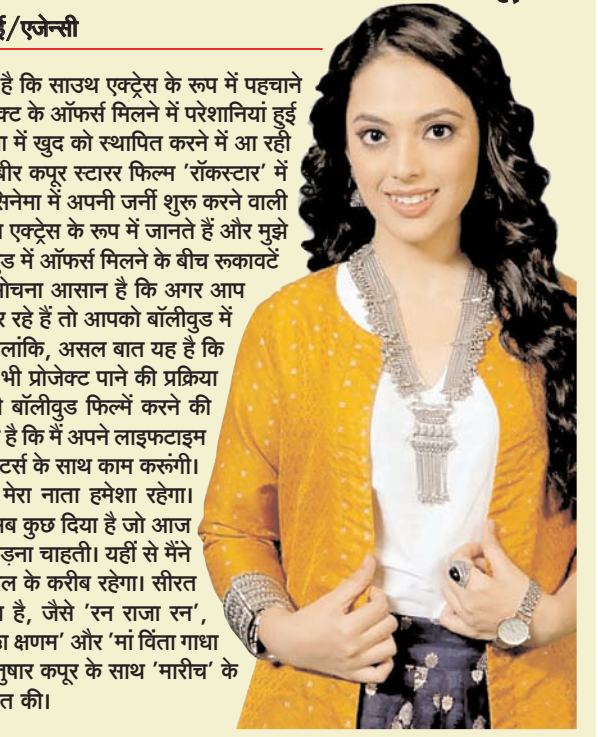 ई/एजेन्सी
है कि साउथ एक्ट्रेस के रूप में पहचाने
क्ट के ऑफर्स मिलने में परेशानियां हुई
ा में खुद को स्थापित करने में आ रही
बीर कपूर स्टारर फिल्म 'रॉकस्टार' में
सिनेमा में अपनी जर्नी शुरू करने वाली
एक्ट्रेस के रूप में जानते हैं और मुझे
वुड में ऑफर्स मिलने के बीच रूकावटें
सोचना आसान है कि अगर आप
र रहे हैं तो आपको बॉलीवुड में
लांकि, असल बात यह है कि
भी प्रोजेक्ट पाने की प्रक्रिया
बॉलीवुड फिल्में करने की
है कि मैं अपने लाइफटाइम
टर्स के साथ काम करूंगी।
मेरा नाता हमेशा रहेगा।
ब कुछ दिया है जो आज
ड़ना चाहती। यहीं से मैंने
ल के करीब रहेगा। सीरत
है, जैसे 'रन राजा रन',
ा क्षणम' और 'मां विंता गाधा
तुषार कपूर के साथ 'मारीच' के
त की।